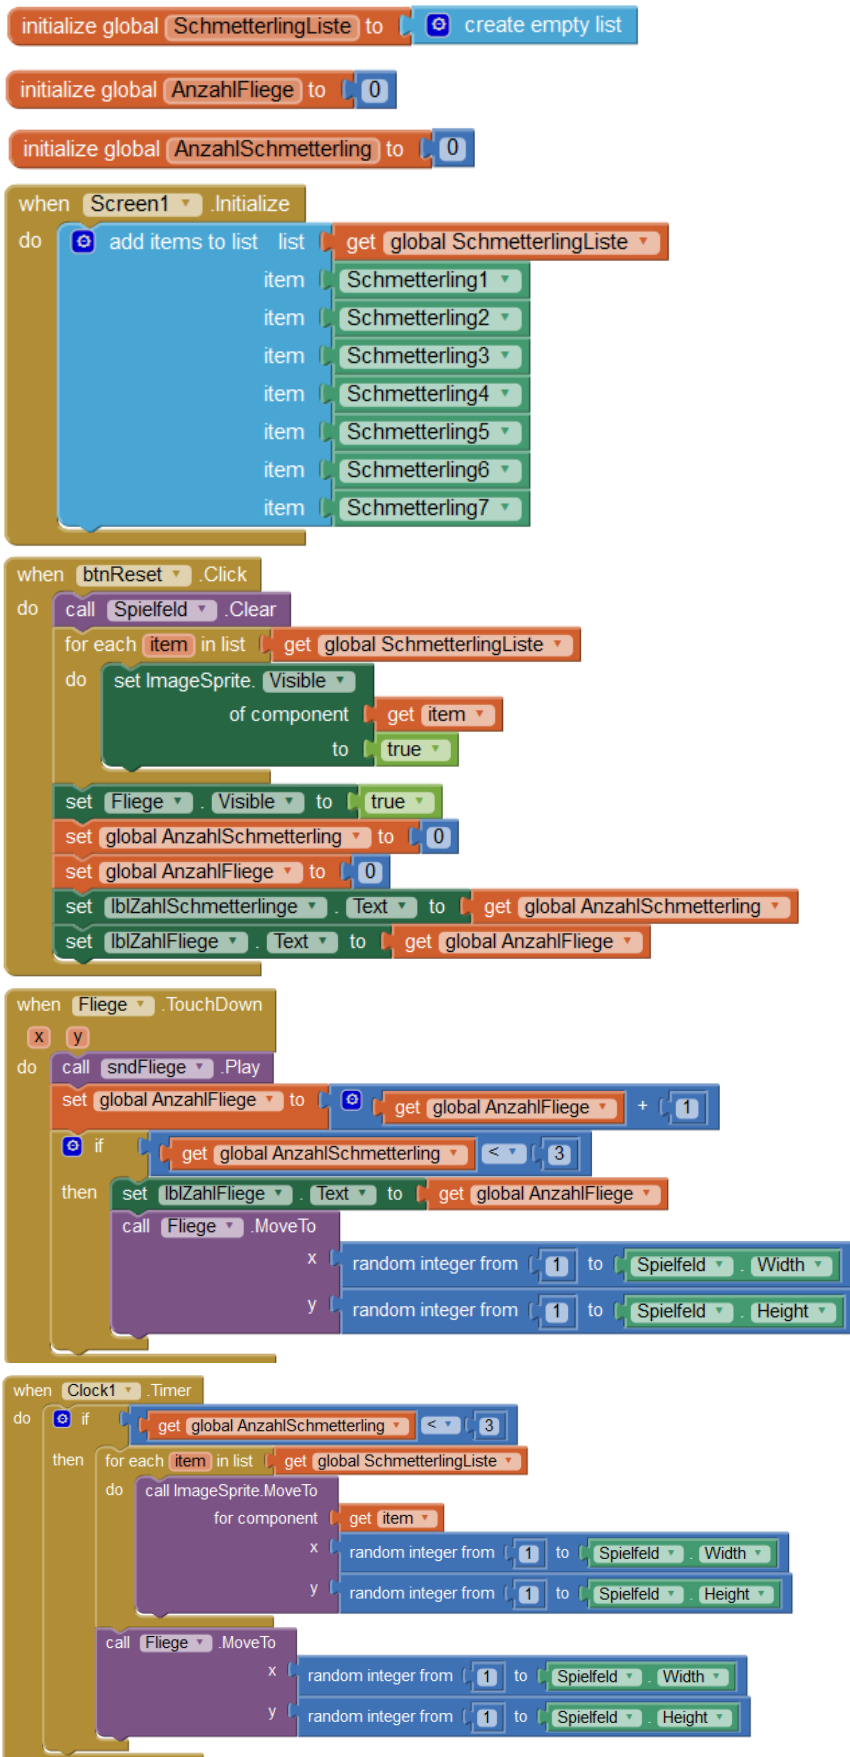 initialize global SchmetterlingListe to create empty list
initialize global AnzahlFliege to 0
initialize global AnzahlSchmetterling to 0
when Screen1 .Initialize
do add items to list list get global SchmetterlingListe
item Schmetterling1
item Schmetterling2
item Schmetterling3
item Schmetterling4
item Schmetterling5
item Schmetterling6
item Schmetterling7
when btnReset .Click
do call Spielfeld .Clear
for each item in list get global SchmetterlingListe
do set ImageSprite. Visible
of component get item
to true
set Fliege . Visible to true
set global AnzahlSchmetterling to 0
set global AnzahlFliege to 0
set lblZahlSchmetterlinge . Text to get global AnzahlSchmetterling
set lblZahlFliege . Text to get global AnzahlFliege
when Fliege .TouchDown
x y
do call sndFliege .Play
set global AnzahlFliege to get global AnzahlFliege + 1
if get global AnzahlSchmetterling < 3
then set lblZahlFliege . Text to get global AnzahlFliege
call Fliege .MoveTo
x random integer from 1 to Spielfeld . Width
y random integer from 1 to Spielfeld . Height
when Clock1 .Timer
do if get global AnzahlSchmetterling < 3
then for each item in list get global SchmetterlingListe
do call ImageSprite.MoveTo
for component get item
x random integer from 1 to Spielfeld . Width
y random integer from 1 to Spielfeld . Height
call Fliege .MoveTo
x random integer from 1 to Spielfeld . Width
y random integer from 1 to Spielfeld . Height